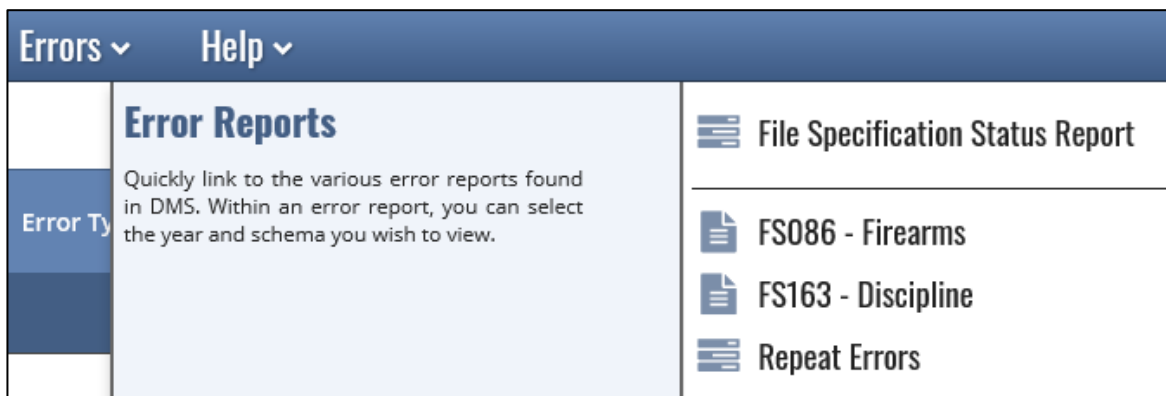 Errors Help
Error Reports
Quickly link to the various error reports found
in DMS. Within an error report, you can select
the year and schema you wish to view.
Error Ty
File Specification Status Report
FS086 - Firearms
FS163 - Discipline
Repeat Errors